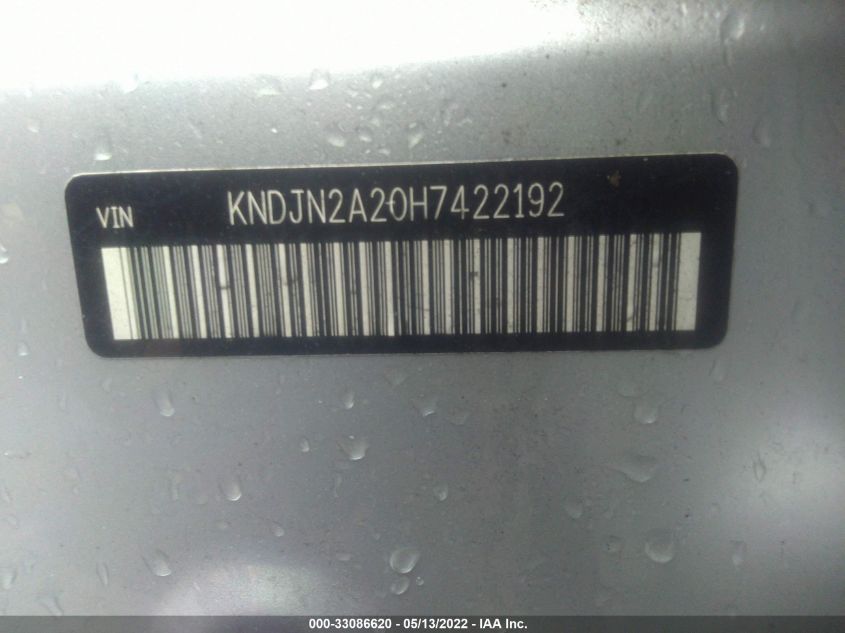 VIN KNDJN2A20H7422192
000-33086620 - 05/13/2022 - IAA Inc.